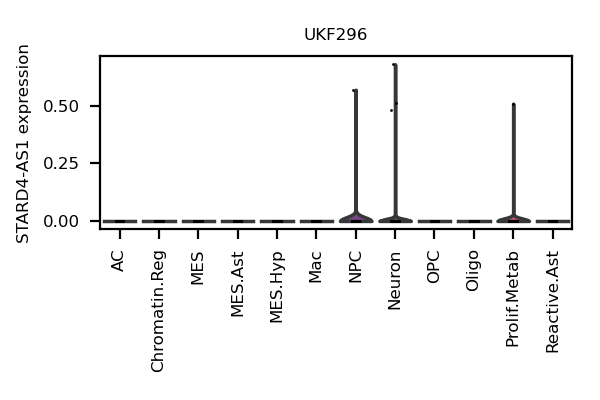 UKF296
STARD4-AS1 expression
0.50
0.25
0.00
AC
Chromatin.Reg
MES
MES.Ast
MES.Hyp
Mac
NPC
Neuron
OPC
Oligo
Prolif.Metab
Reactive.Ast